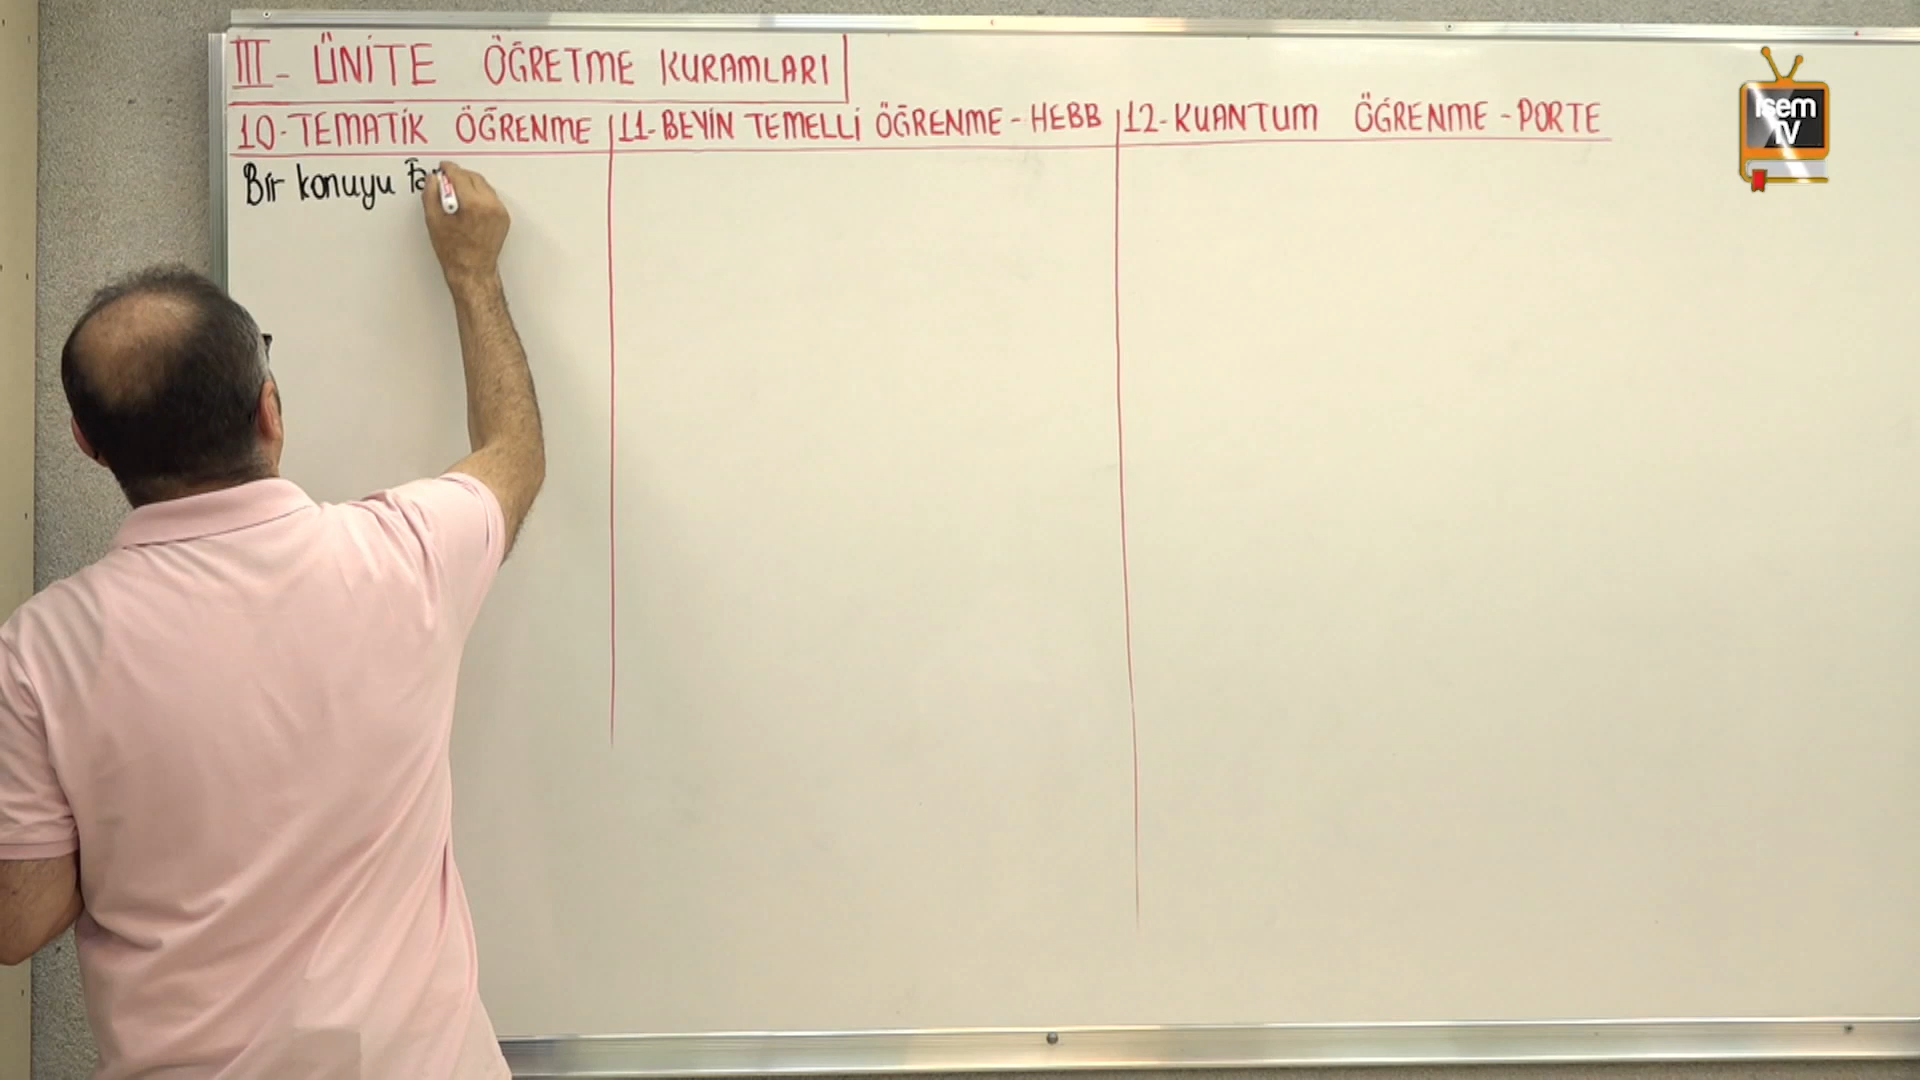 III- ÜNİTE ÖĞRETME KURAMLARI
10-TEMATİK ÖĞRENME
11-BEYİN TEMELLİ ÖĞRENME - HEBB
12-KUANTUM ÖĞRENME - PORTE
Bir konuyu
isem
TV